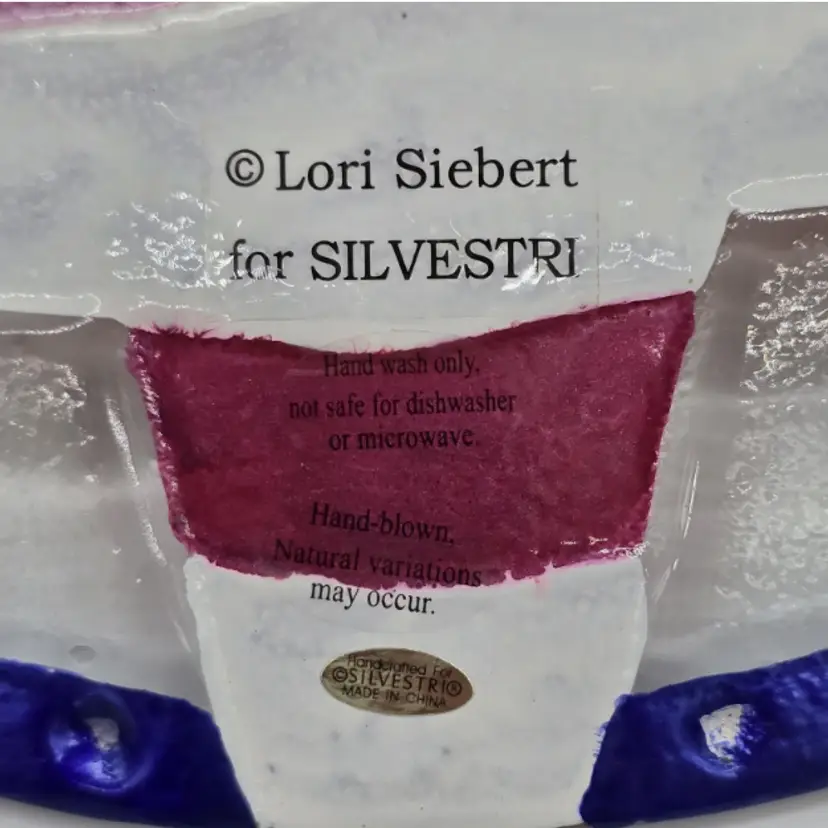 © Lori Siebert
for SILVESTRI
Hand wash only,
not safe for dishwasher
or microwave.
Hand-blown,
Natural variations
may occur.
Handcrafted For
©SILVESTRI®
MADE IN CHINA